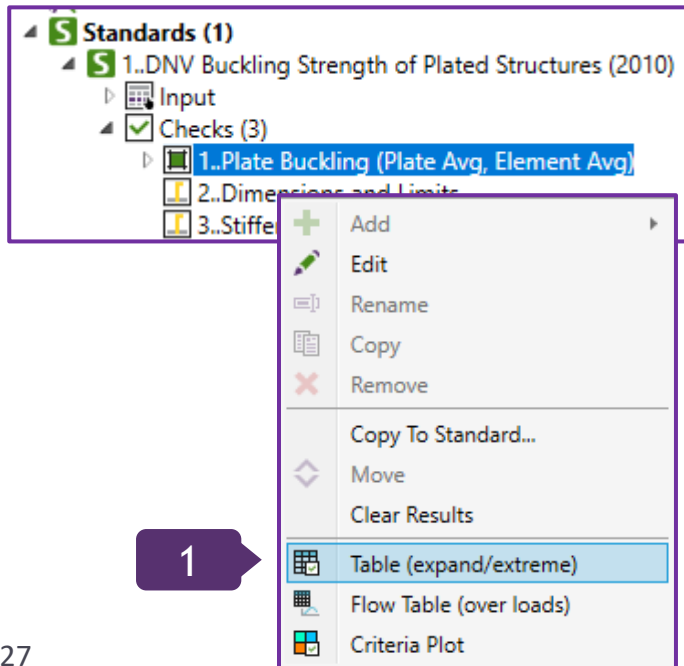 Standards (1)
1..DNV Buckling Strength of Plated Structures (2010)
Input
Checks (3)
1..Plate Buckling (Plate Avg, Element Avg)
2..Dimensions and Limits
3..Stiffe
Add
Edit
Rename
Copy
Remove
Copy To Standard...
Move
Clear Results
1
Table (expand/extreme)
Flow Table (over loads)
Criteria Plot
27